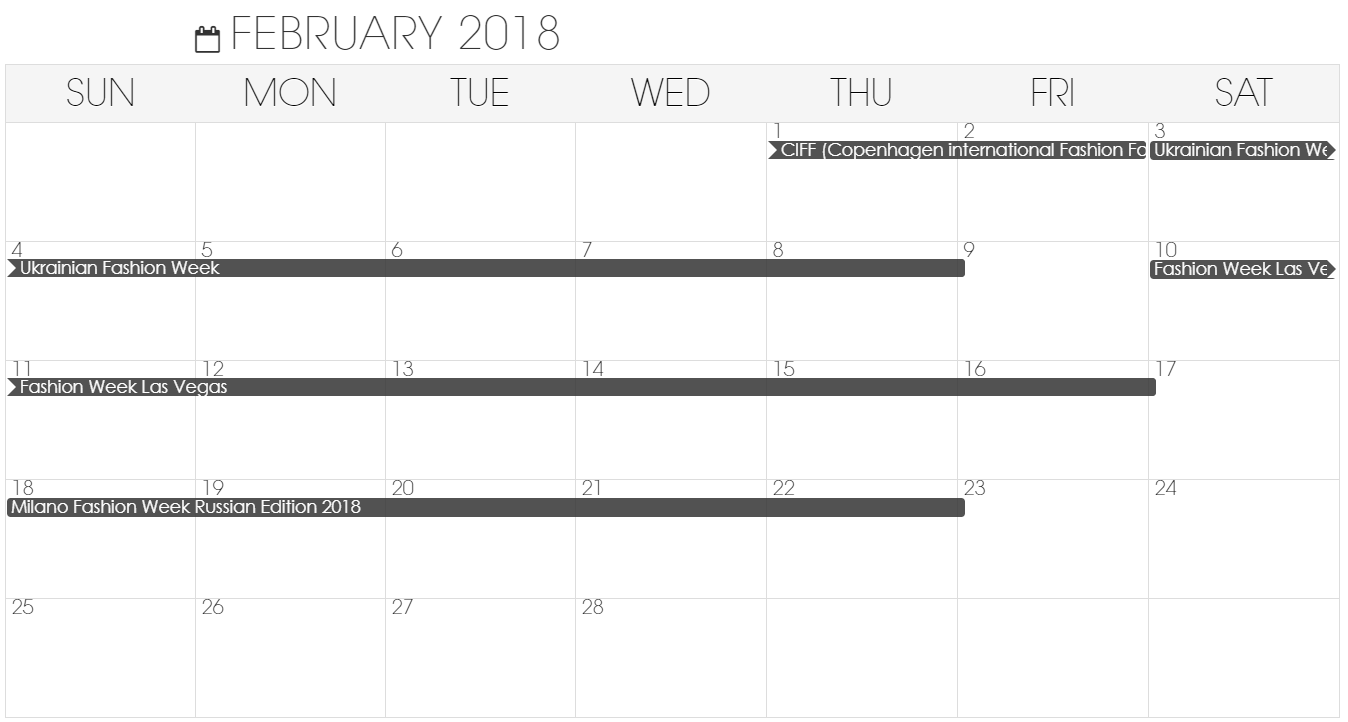 FEBRUARY 2018
SUN MON TUE WED THU FRI SAT
1 2 3
CIFF (Copenhagen international Fashion Fa Ukrainian Fashion We
4 5 6 7 8 9 10
Ukrainian Fashion Week Fashion Week Las Ve
11 12 13 14 15 16 17
Fashion Week Las Vegas
18 19 20 21 22 23 24
Milano Fashion Week Russian Edition 2018
25 26 27 28